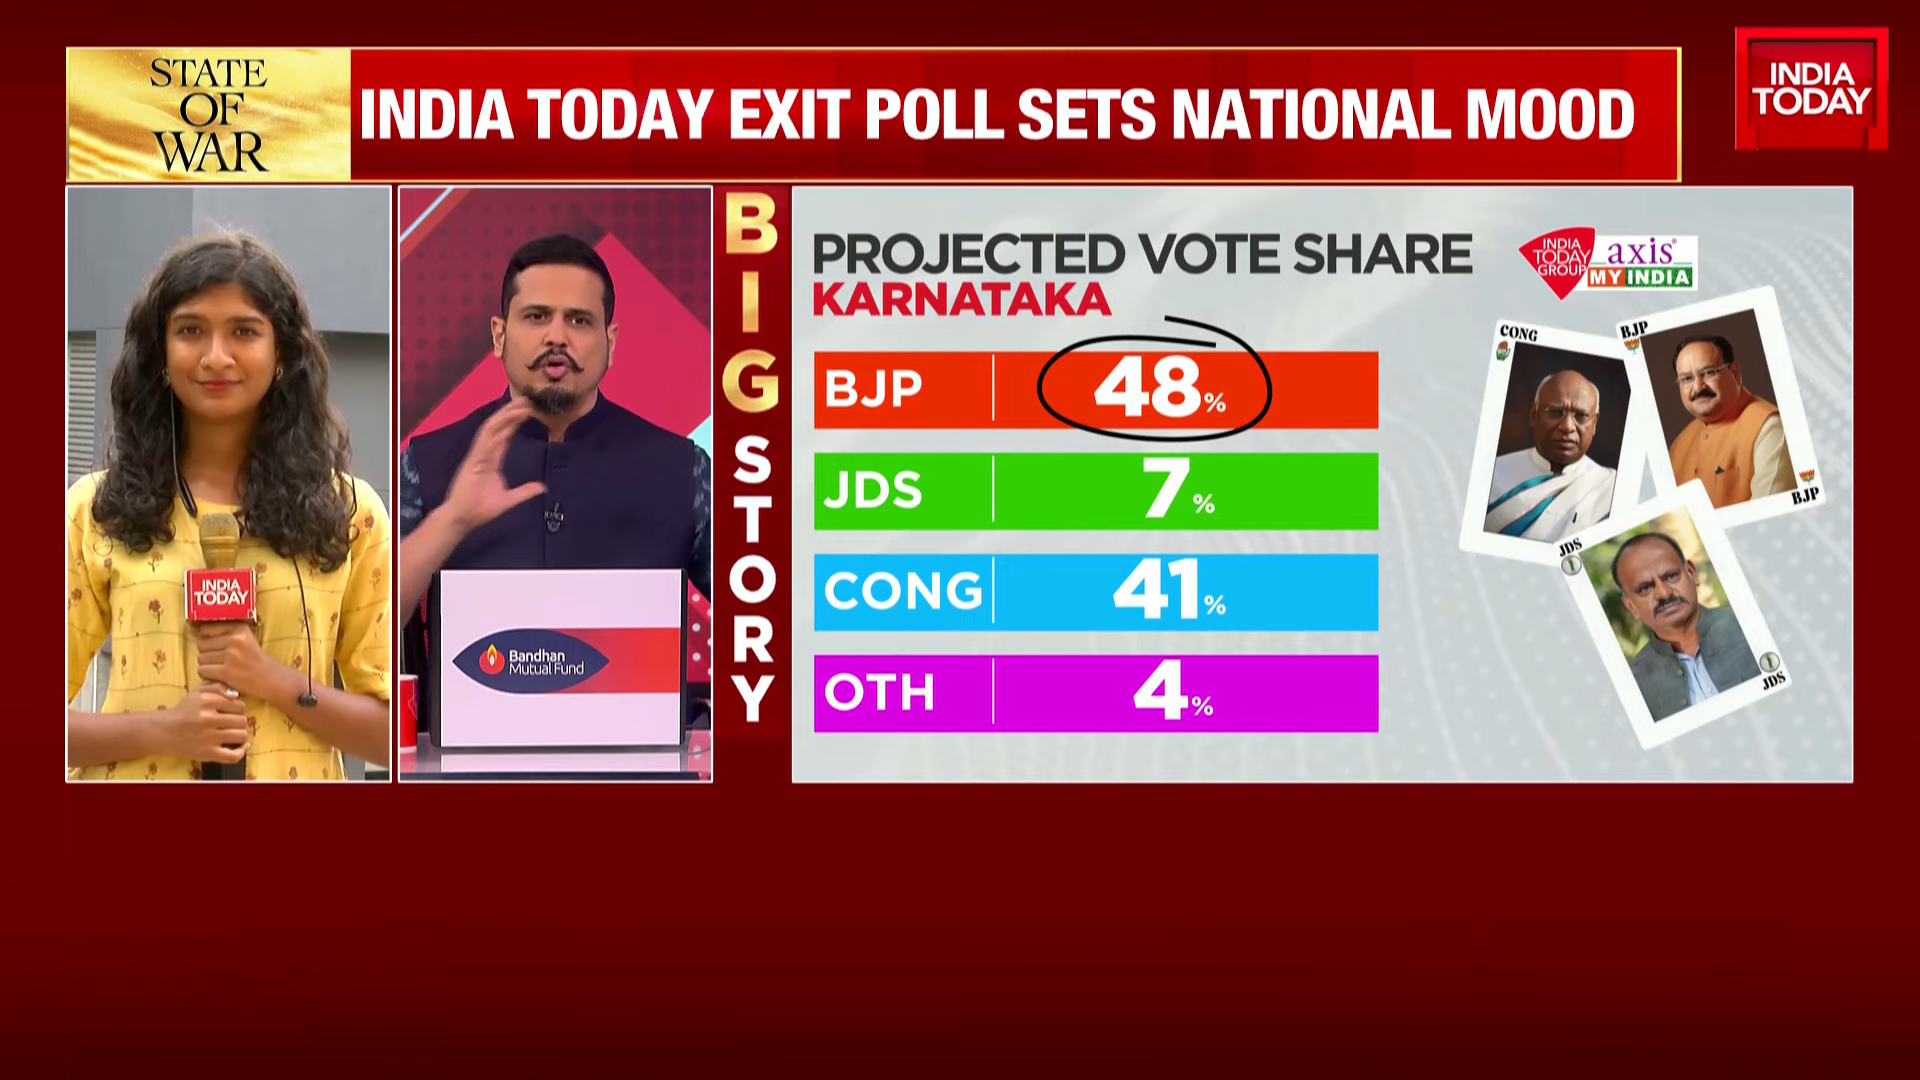 STATE
OF
WAR
INDIA TODAY EXIT POLL SETS NATIONAL MOOD
INDIA
TODAY
INDIA
TODAY
Bandhan
Mutual Fund
BIG
STORY
PROJECTED VOTE SHARE
KARNATAKA
INDIA
TODAY
GROUP
axis
MY INDIA
BJP 48%
JDS 7%
CONG 41%
OTH 4%
CONG
BJP
BJP
JDS
JDS